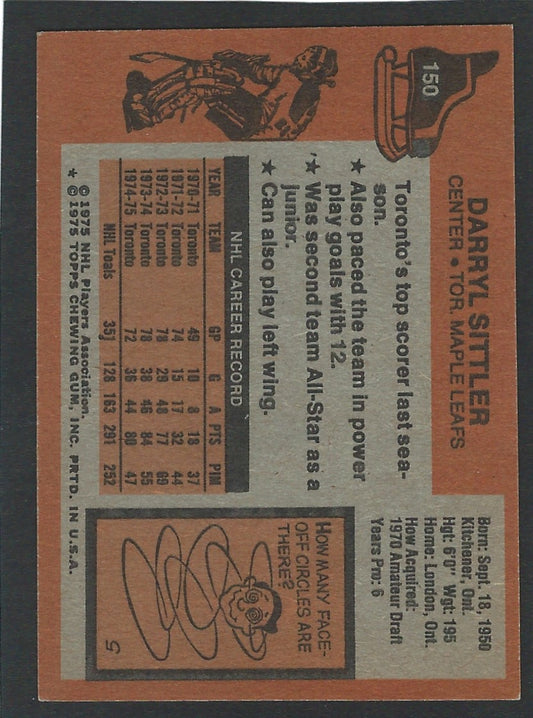 150
DARRYL SITTLER
CENTER • TOR. MAPLE LEAFS
Toronto's top scorer last sea-
son.
★ Also paced the team in power
play goals with 12.
★ Was second team All-Star as a
junior.
★ Can also play left wing.
NHL CAREER RECORD
YEAR TEAM GP G A PTS PIM
1970-71 Toronto 49 10 8 18 37
1971-72 Toronto 74 15 17 32 44
1972-73 Toronto 78 29 48 77 69
1973-74 Toronto 78 38 46 84 55
1974-75 Toronto 72 36 44 80 47
NHL Totals 351 128 163 291 252
© 1975 NHL Players Association.
★ © 1975 TOPPS CHEWING GUM, INC. PRTD. IN U.S.A.
Born: Sept. 18, 1950
Kitchener, Ont.
Hgt: 6'0" Wgt: 195
Home: London, Ont.
How Acquired:
1970 Amateur Draft
Years Pro: 6
HOW MANY FACE-
OFF CIRCLES ARE
THERE?
5